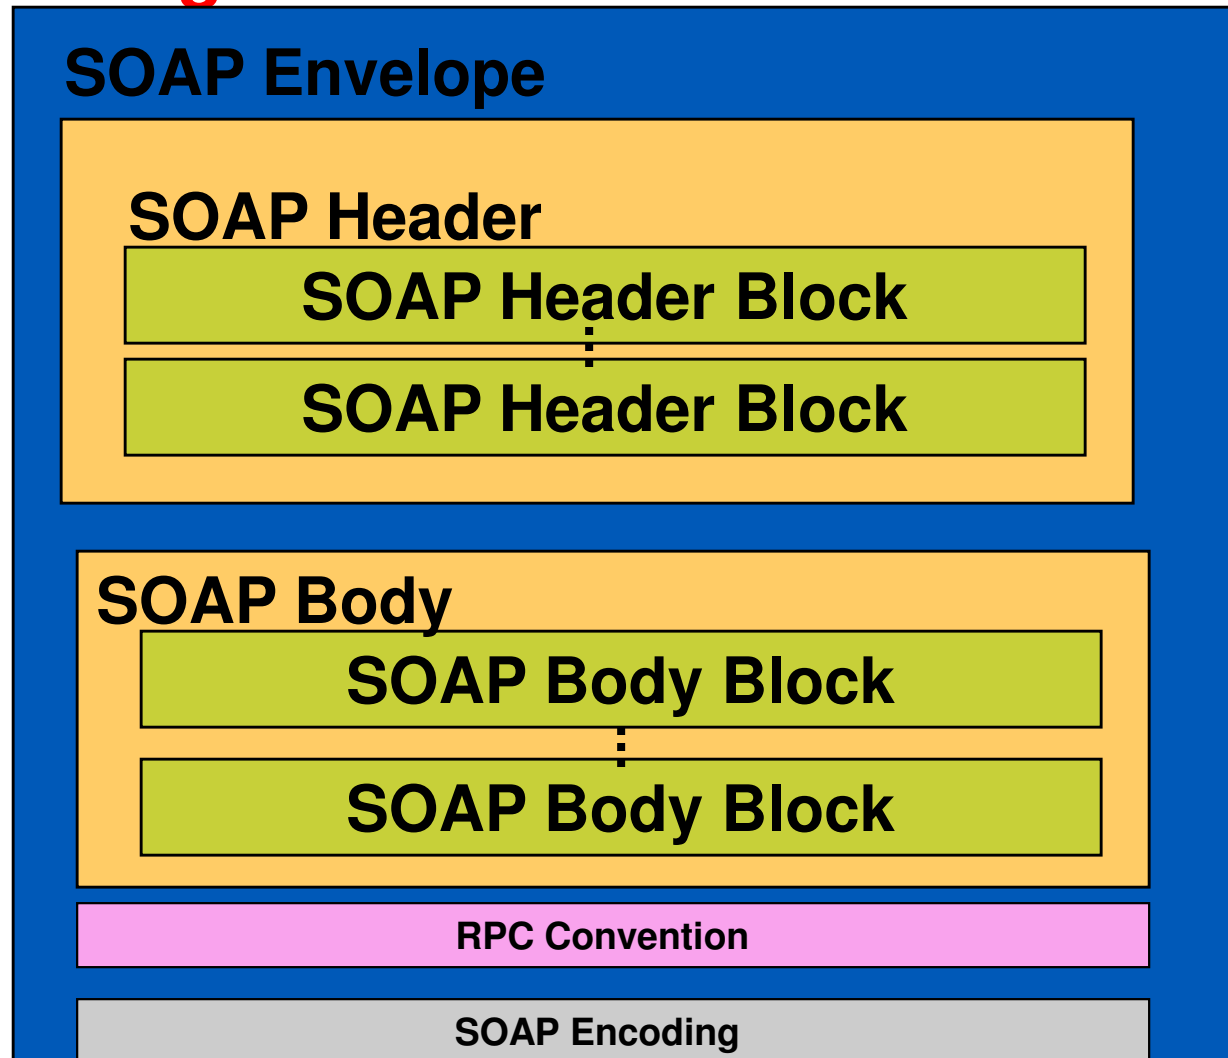 SOAP Envelope
SOAP Header
SOAP Header Block
⋮
SOAP Header Block
SOAP Body
SOAP Body Block
⋮
SOAP Body Block
RPC Convention
SOAP Encoding